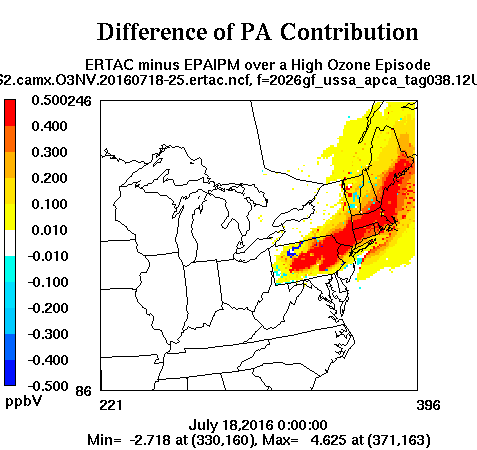 Difference of PA Contribution
ERTAC minus EPAIPM over a High Ozone Episode
S2.camx.O3NV.20160718-25.ertac.ncf, f=2026gf_ussa_apca_tag038.12U
0.500
0.400
0.300
0.200
0.100
0.010
-0.010
-0.100
-0.200
-0.300
-0.400
-0.500
ppbV
246
86
221
396
July 18,2016 0:00:00
Min= -2.718 at (330,160), Max= 4.625 at (371,163)